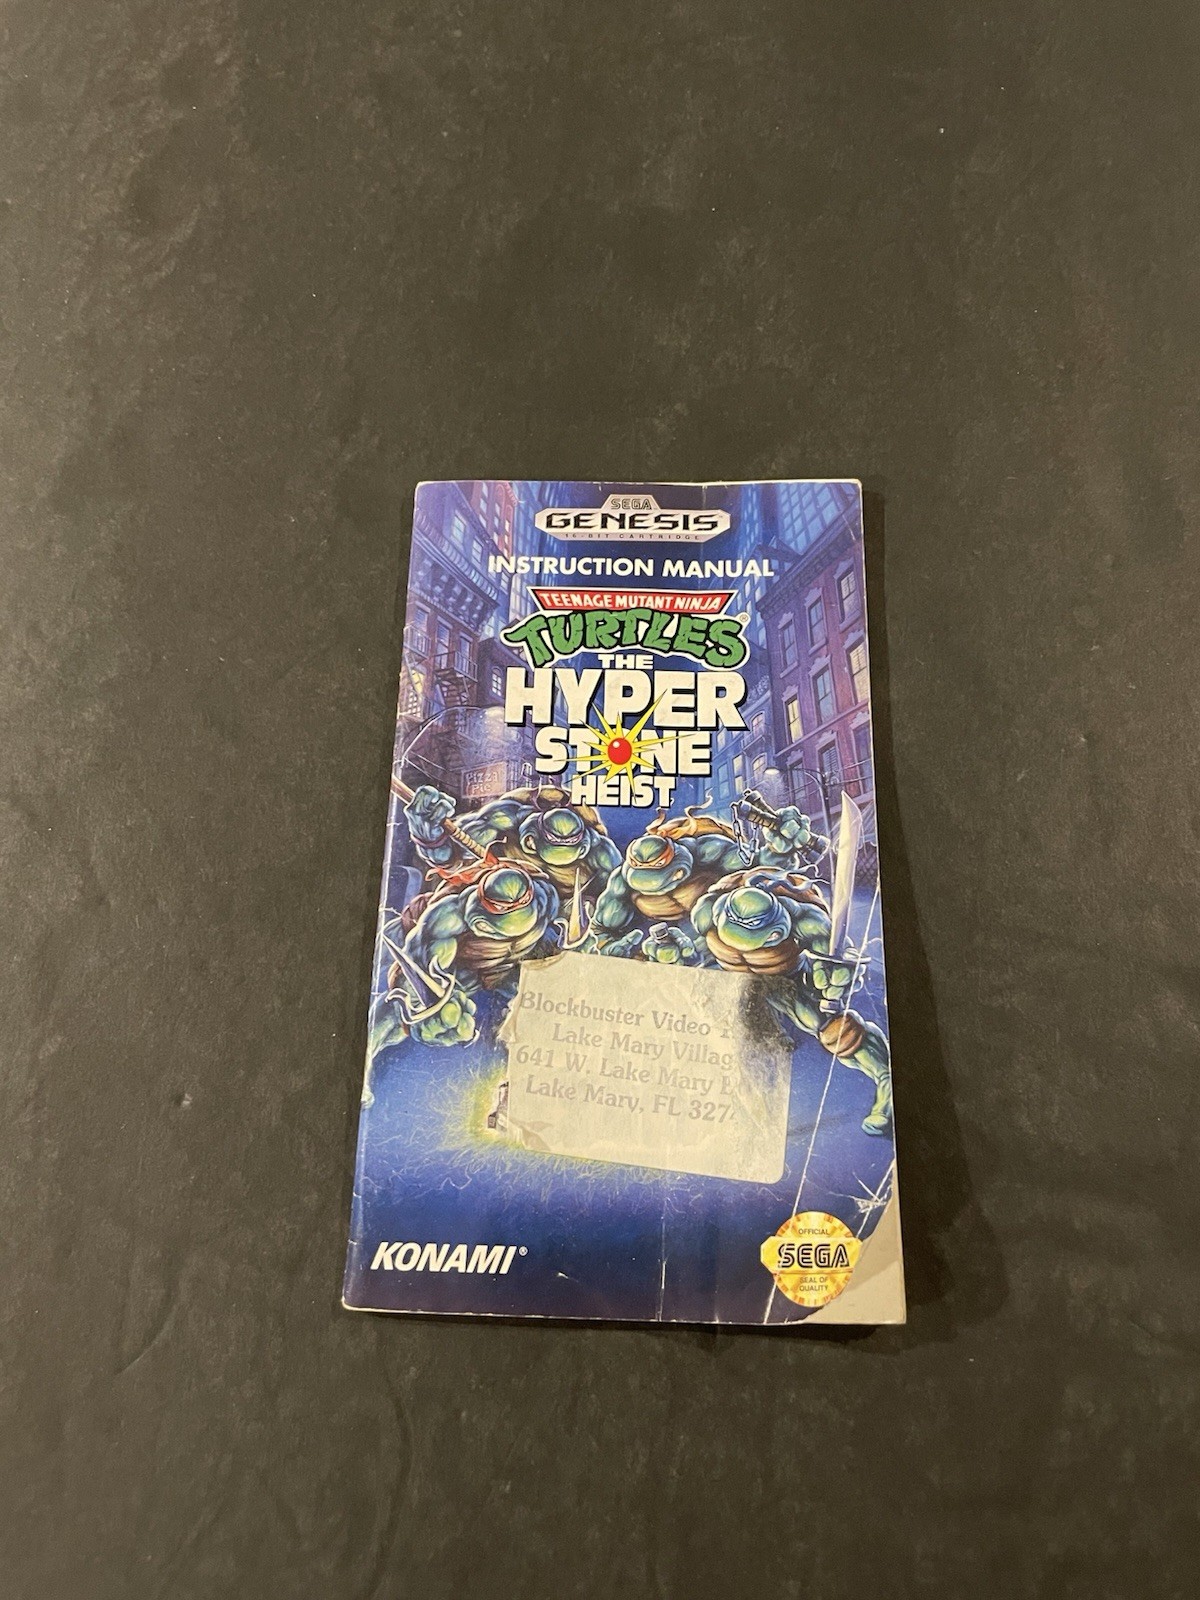 SEGA
GENESIS
16-BIT CARTRIDGE
INSTRUCTION MANUAL
TEENAGE MUTANT NINJA
TURTLES®
THE
HYPER
STONE
HEIST
Pizza
Pie
Blockbuster Video
Lake Mary Villag
641 W. Lake Mary B
Lake Mary, FL 327
KONAMI®
OFFICIAL
SEGA
SEAL OF
QUALITY